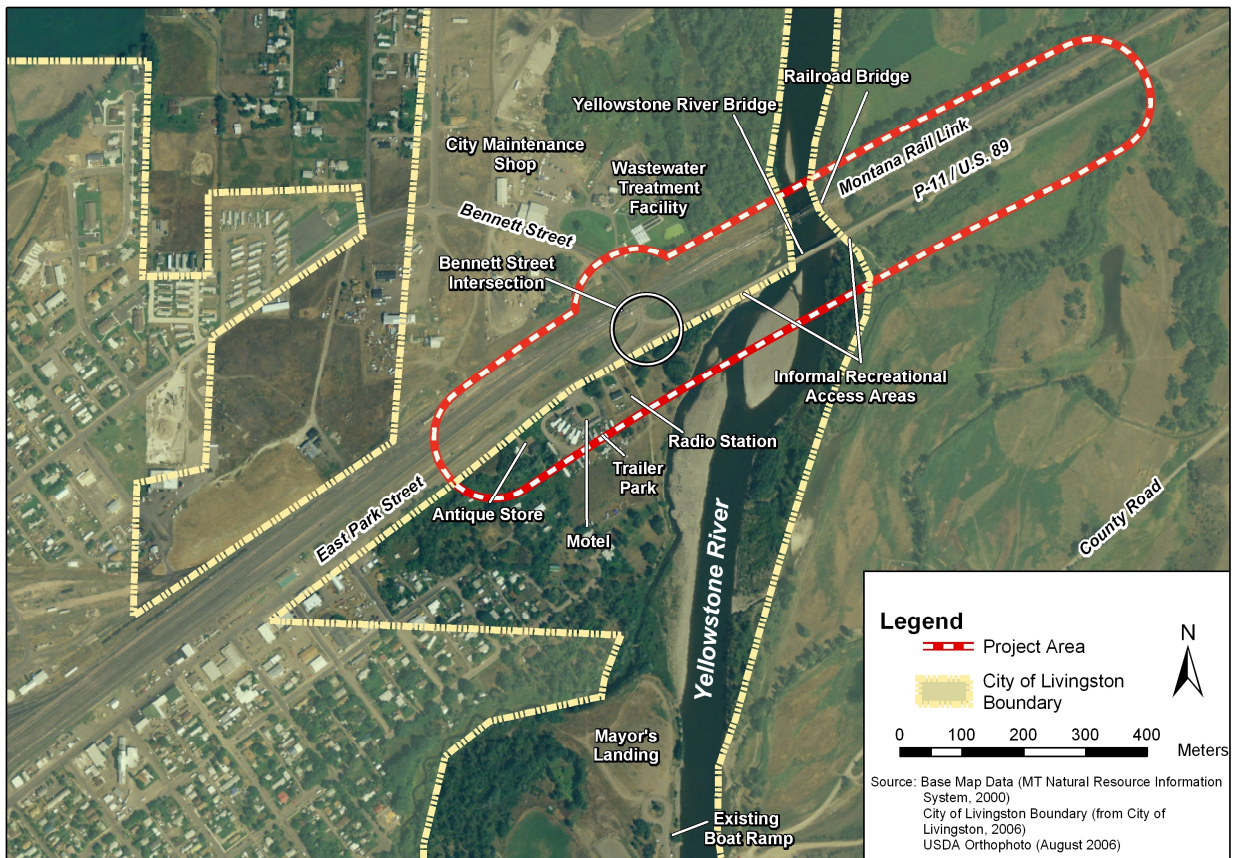 Railroad Bridge
Yellowstone River Bridge
City Maintenance
Shop
Wastewater
Treatment
Facility
Montana Rail Link
P-11 / U.S. 89
Bennett Street
Bennett Street
Intersection
Informal Recreational
Access Areas
Radio Station
Trailer
Park
Antique Store
Motel
East Park Street
Yellowstone River
County Road
Mayor's
Landing
Existing
Boat Ramp
Legend
Project Area
City of Livingston
Boundary
N
0 100 200 300 400
Meters
Source: Base Map Data (MT Natural Resource Information
System, 2000)
City of Livingston Boundary (from City of
Livingston, 2006)
USDA Orthophoto (August 2006)